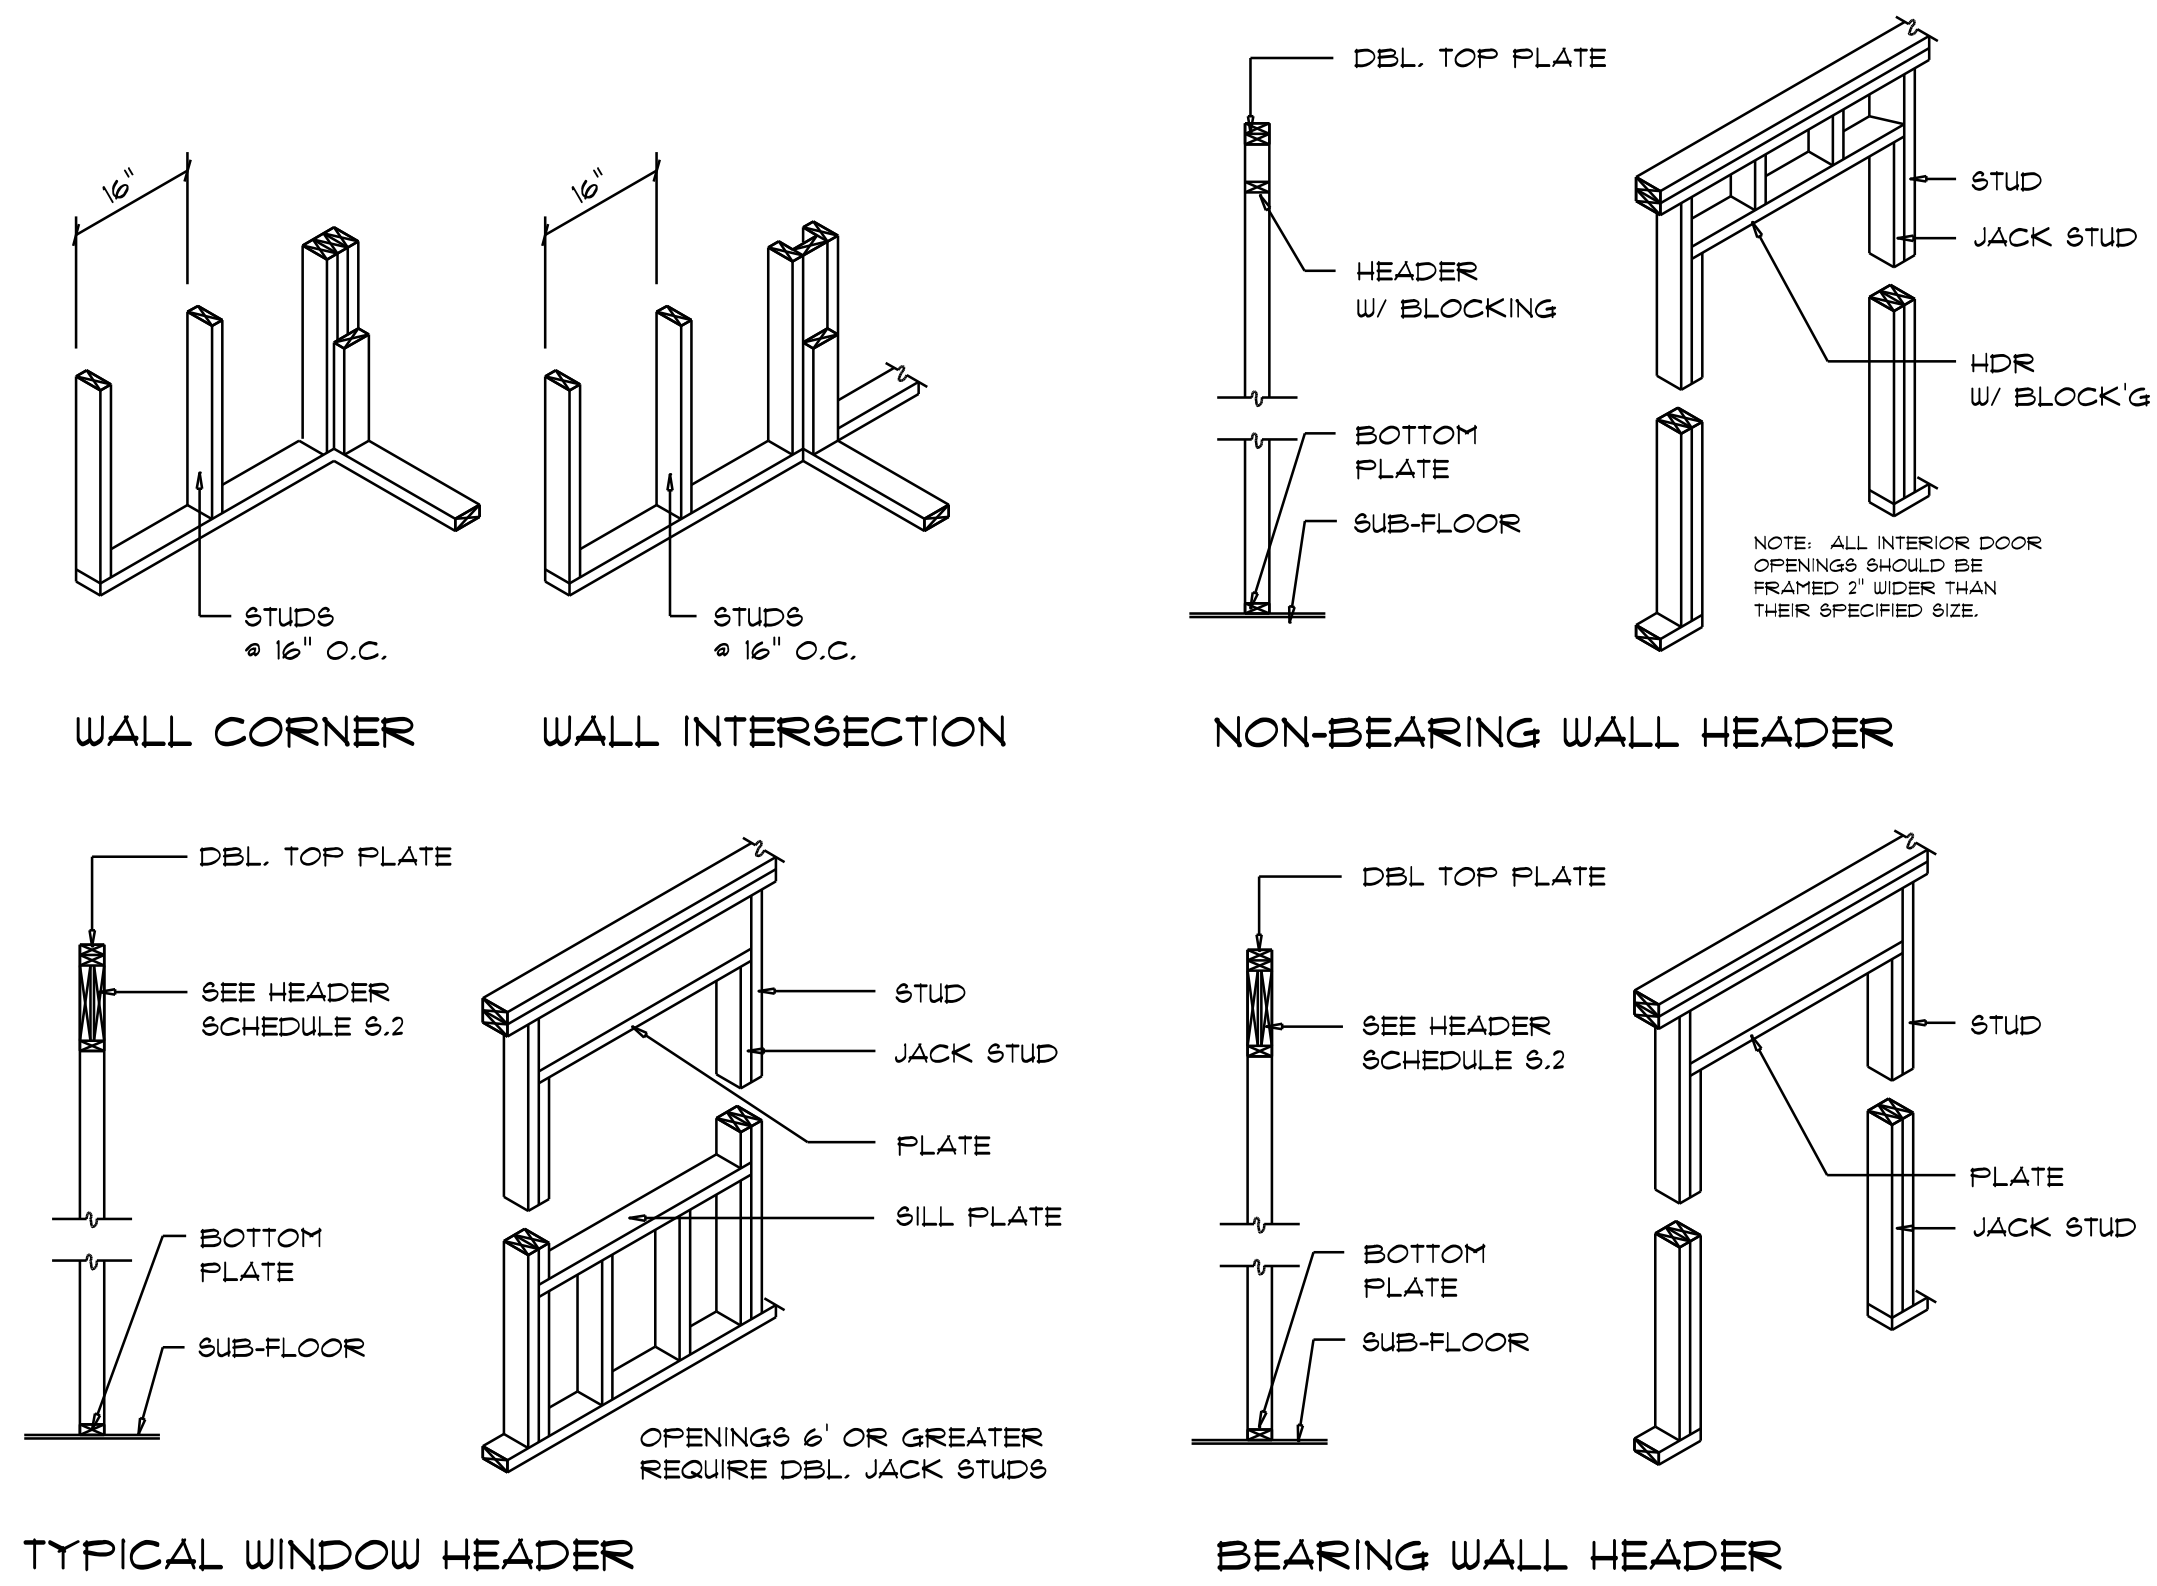 16"
STUDS
@ 16" O.C.
WALL CORNER
16"
STUDS
@ 16" O.C.
WALL INTERSECTION
DBL. TOP PLATE
HEADER
W/ BLOCKING
BOTTOM
PLATE
SUB-FLOOR
STUD
JACK STUD
HDR
W/ BLOCK'G
NOTE: ALL INTERIOR DOOR
OPENINGS SHOULD BE
FRAMED 2" WIDER THAN
THEIR SPECIFIED SIZE.
NON-BEARING WALL HEADER
DBL. TOP PLATE
SEE HEADER
SCHEDULE S.2
BOTTOM
PLATE
SUB-FLOOR
STUD
JACK STUD
PLATE
SILL PLATE
OPENINGS 6' OR GREATER
REQUIRE DBL. JACK STUDS
TYPICAL WINDOW HEADER
DBL TOP PLATE
SEE HEADER
SCHEDULE S.2
BOTTOM
PLATE
SUB-FLOOR
STUD
PLATE
JACK STUD
BEARING WALL HEADER